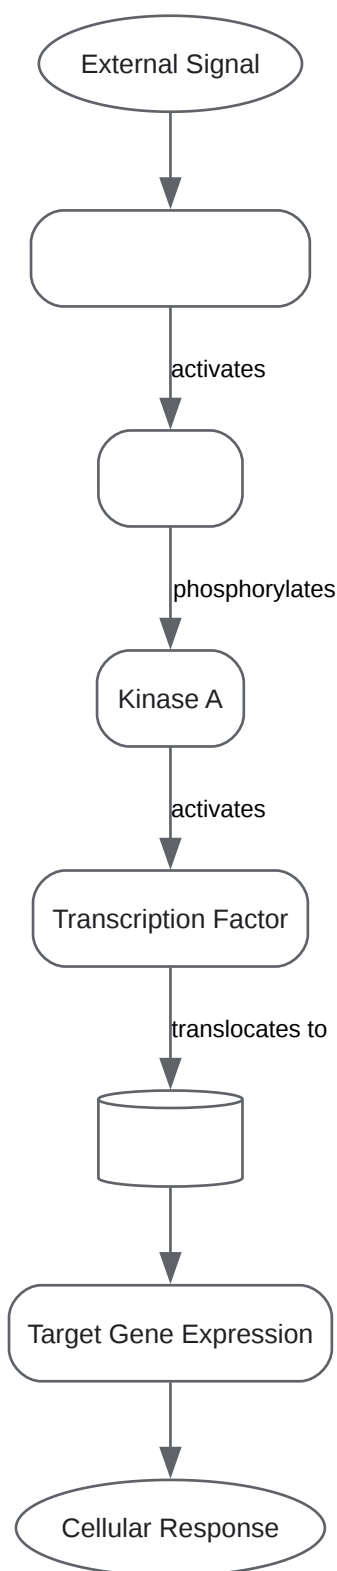 External Signal
activates
phosphorylates
Kinase A
activates
Transcription Factor
translocates to
Target Gene Expression
Cellular Response